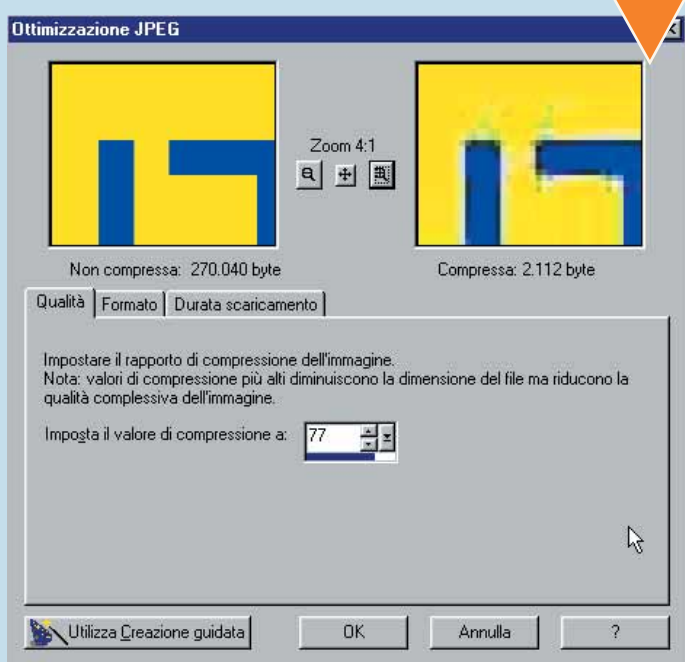 Ottimizzazione JPEG
Zoom 4:1
Non compressa: 270.040 byte
Compressa: 2.112 byte
Qualità
Formato
Durata scaricamento
Impostare il rapporto di compressione dell'immagine.
Nota: valori di compressione più alti diminuiscono la dimensione del file ma riducono la
qualità complessiva dell'immagine.
Imposta il valore di compressione a:
77
Utilizza Creazione guidata
OK
Annulla
?